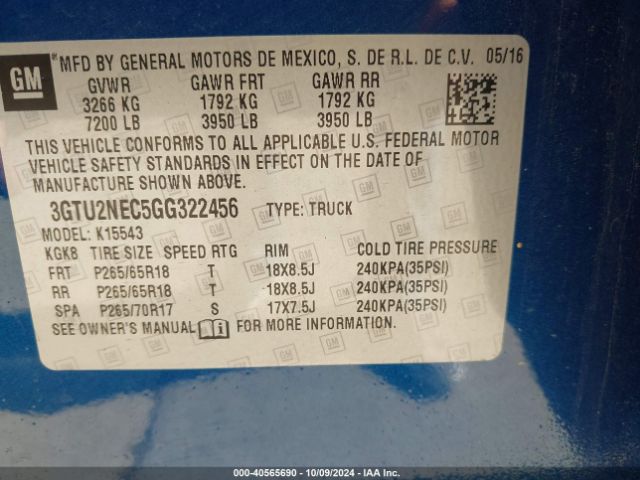 GM
MFD BY GENERAL MOTORS DE MEXICO, S. DE R.L. DE C.V. 05/16
GVWR GAWR FRT GAWR RR
3266 KG 1792 KG 1792 KG
7200 LB 3950 LB 3950 LB
THIS VEHICLE CONFORMS TO ALL APPLICABLE U.S. FEDERAL MOTOR
VEHICLE SAFETY STANDARDS IN EFFECT ON THE DATE OF
MANUFACTURE SHOWN ABOVE.
3GTU2NEC5GG322456 TYPE: TRUCK
MODEL: K15543
KGK8 TIRE SIZE SPEED RTG RIM COLD TIRE PRESSURE
FRT P265/65R18 T 18X8.5J 240KPA(35PSI)
RR P265/65R18 T 18X8.5J 240KPA(35PSI)
SPA P265/70R17 S 17X7.5J 240KPA(35PSI)
SEE OWNER'S MANUAL FOR MORE INFORMATION.
000-40565690 - 10/09/2024 - IAA Inc.